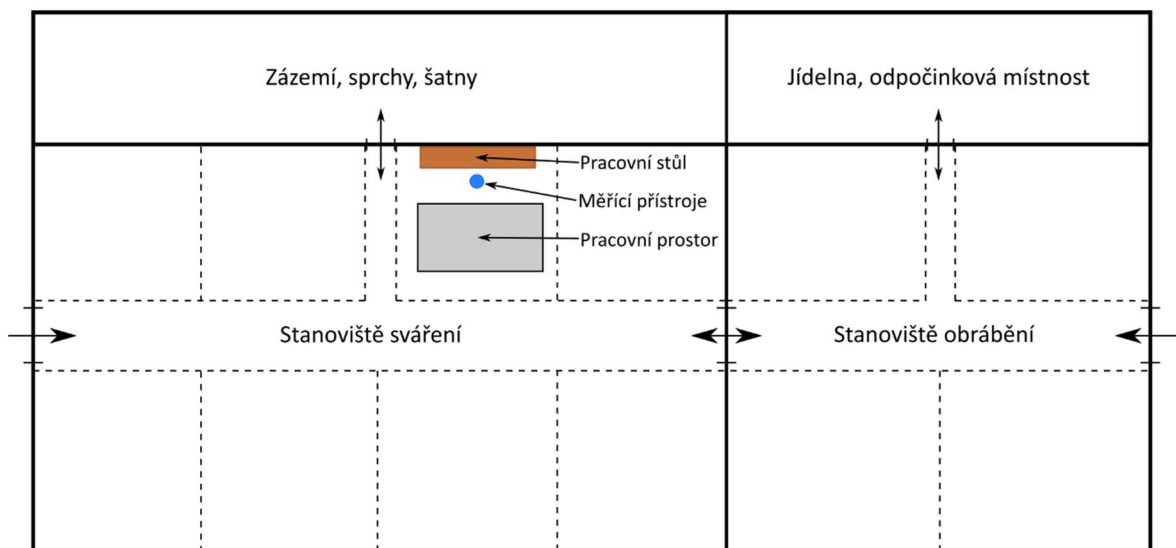 Zázemí, sprchy, šatny
Jídelna, odpočinková místnost
Pracovní stůl
Měřící přístroje
Pracovní prostor
Stanoviště sváření
Stanoviště obrábění